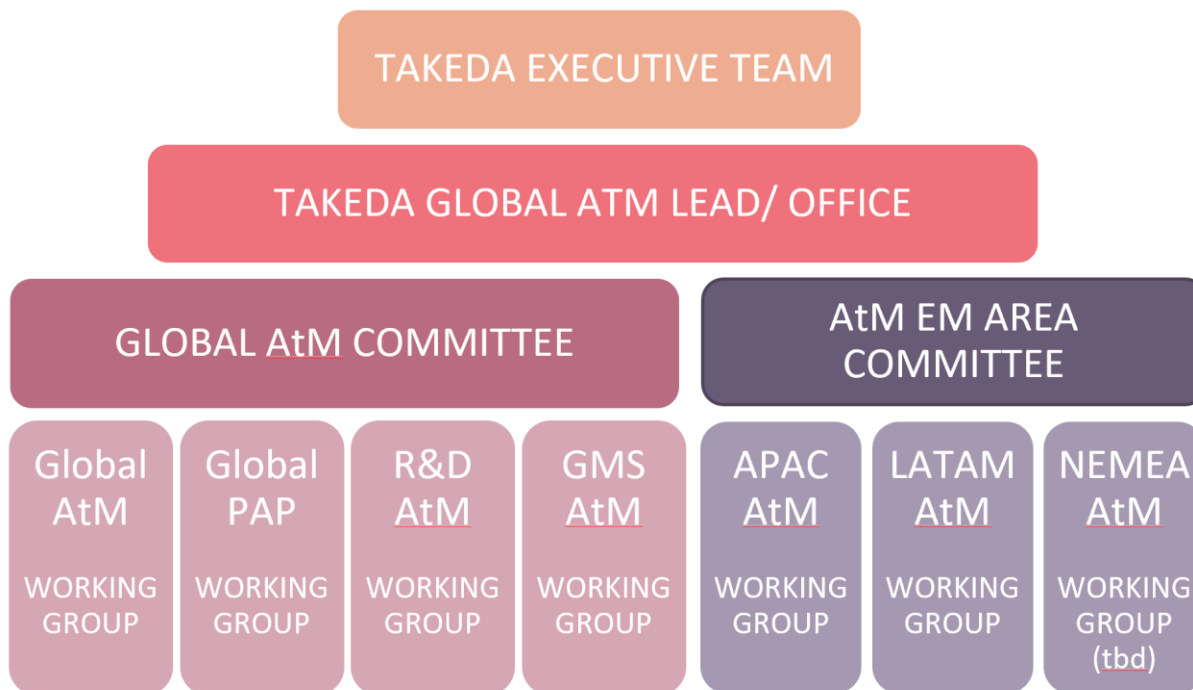 TAKEDA EXECUTIVE TEAM
TAKEDA GLOBAL ATM LEAD/ OFFICE
GLOBAL AtM COMMITTEE
AtM EM AREA
COMMITTEE
Global
AtM
WORKING
GROUP
Global
PAP
WORKING
GROUP
R&D
AtM
WORKING
GROUP
GMS
AtM
WORKING
GROUP
APAC
AtM
WORKING
GROUP
LATAM
AtM
WORKING
GROUP
NEMEA
AtM
WORKING
GROUP
(tbd)